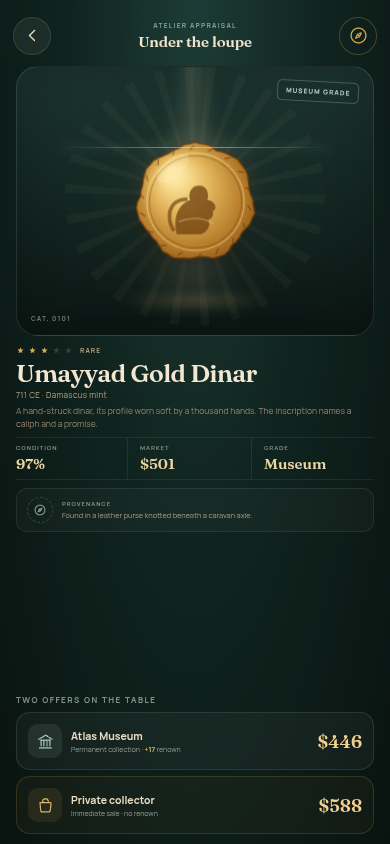 ATELIER APPRAISAL
Under the loupe
MUSEUM GRADE
CAT. 0101
RARE
Umayyad Gold Dinar
711 CE · Damascus mint
A hand-struck dinar, its profile worn soft by a thousand hands. The inscription names a
caliph and a promise.
CONDITION MARKET GRADE
97% $501 Museum
PROVENANCE
Found in a leather purse knotted beneath a caravan axle.
TWO OFFERS ON THE TABLE
Atlas Museum
Permanent collection · +17 renown
$446
Private collector
Immediate sale · no renown
$588